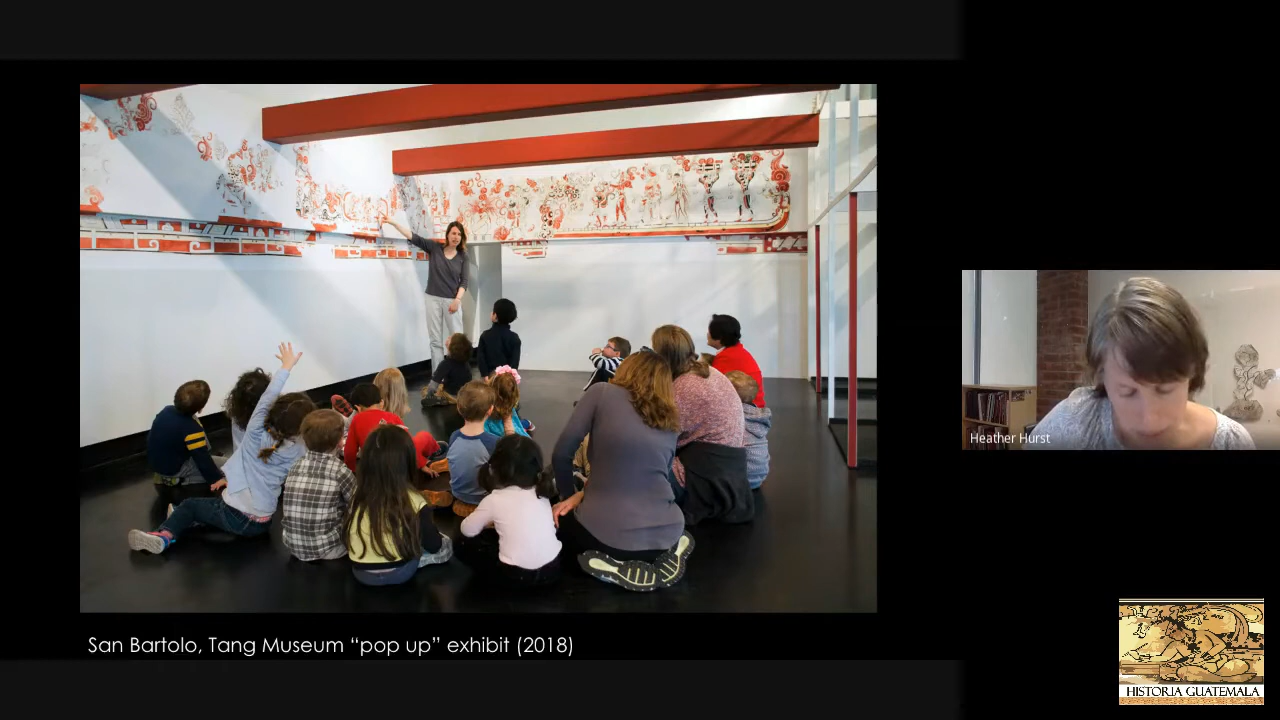 San Bartolo, Tang Museum “pop up” exhibit (2018)
Heather Hurst
HISTORIA GUATEMALA